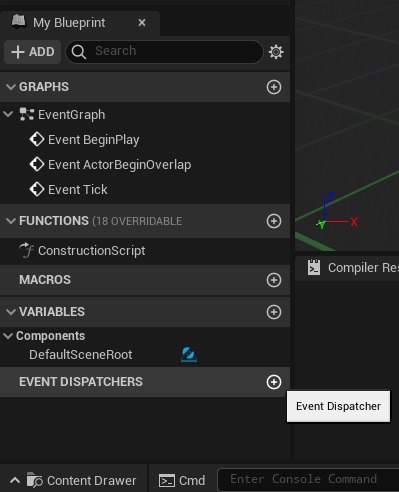 My Blueprint
ADD
Search
GRAPHS
EventGraph
Event BeginPlay
Event ActorBeginOverlap
Event Tick
FUNCTIONS (18 OVERRIDABLE
ConstructionScript
MACROS
VARIABLES
Components
DefaultSceneRoot
EVENT DISPATCHERS
Event Dispatcher
Z
X
Y
Compiler Res
Content Drawer
Cmd
Enter Console Command